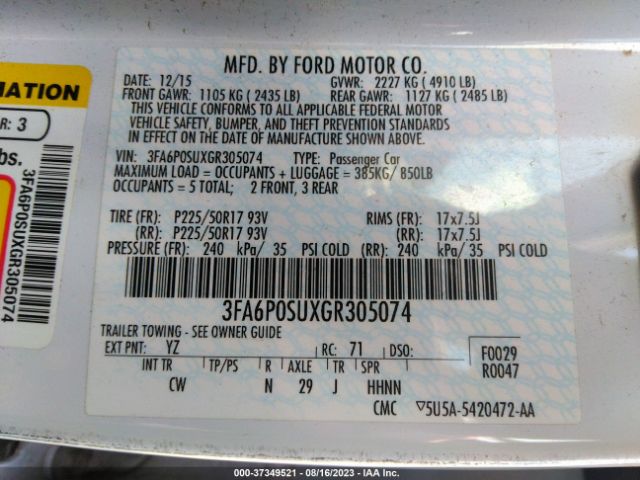 MFD. BY FORD MOTOR CO.
DATE: 12/15 GVWR: 2227 KG ( 4910 LB)
FRONT GAWR: 1105 KG ( 2435 LB) REAR GAWR: 1127 KG ( 2485 LB)
THIS VEHICLE CONFORMS TO ALL APPLICABLE FEDERAL MOTOR
VEHICLE SAFETY, BUMPER, AND THEFT PREVENTION STANDARDS
IN EFFECT ON THE DATE OF MANUFACTURE SHOWN ABOVE.
VIN: 3FA6P0SUXGR305074 TYPE: Passenger Car
MAXIMUM LOAD = OCCUPANTS + LUGGAGE = 385KG/ 850LB
OCCUPANTS = 5 TOTAL; 2 FRONT, 3 REAR
TIRE (FR): P225/50R17 93V RIMS (FR): 17x7.5J
(RR): P225/50R17 93V (RR): 17x7.5J
PRESSURE (FR): 240 kPa/ 35 PSI COLD (RR): 240 kPa/ 35 PSI COLD
3FA6P0SUXGR305074
TRAILER TOWING - SEE OWNER GUIDE
EXT PNT: YZ RC: 71 DSO: F0029
R0047
INT TR TP/PS R AXLE TR SPR
CW N 29 J HHNN
CMC ▽5U5A-5420472-AA
MATION
R: 3
bs.
3FA6P0SUXGR305074
000-37349521 - 08/16/2023 - IAA Inc.